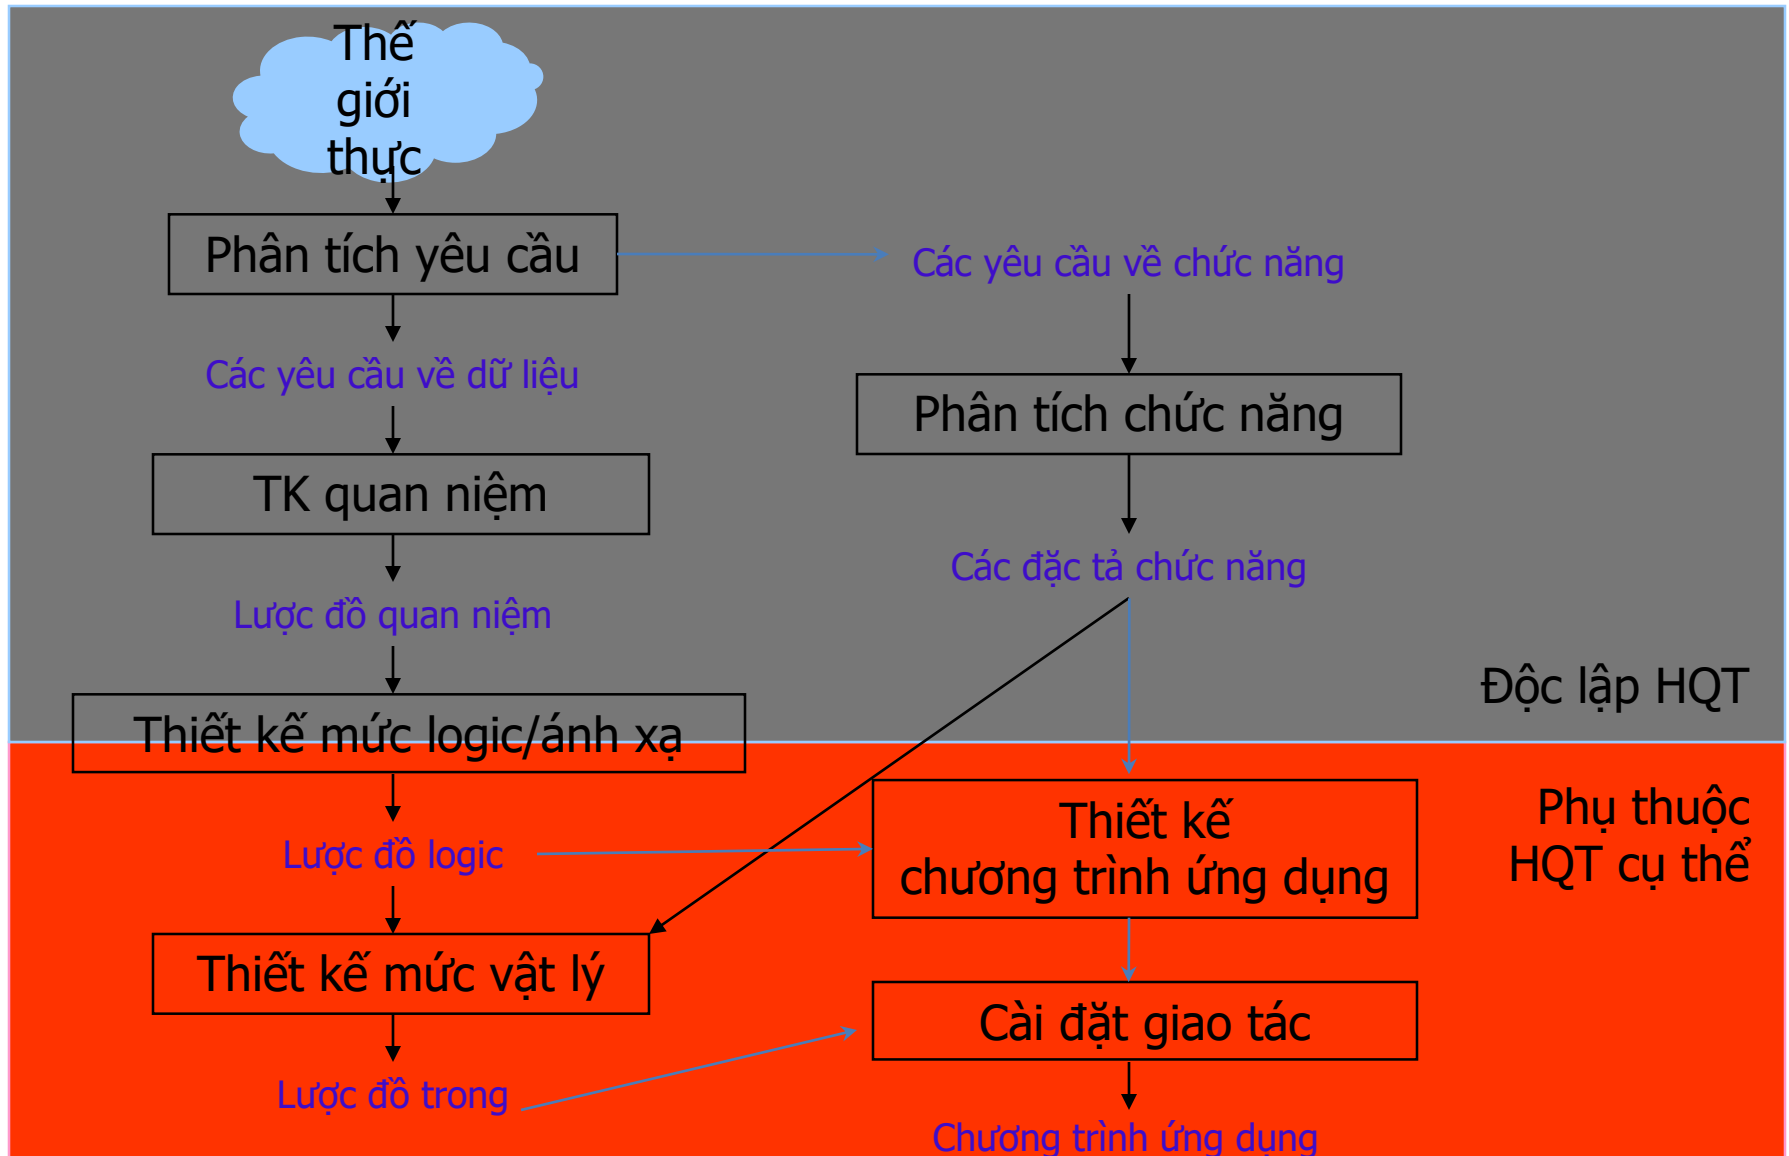 Thế
giới
thực
Phân tích yêu cầu
Các yêu cầu về chức năng
Các yêu cầu về dữ liệu
Phân tích chức năng
TK quan niệm
Các đặc tả chức năng
Lược đồ quan niệm
Độc lập HQT
Thiết kế mức logic/ánh xạ
Phụ thuộc
HQT cụ thể
Thiết kế
chương trình ứng dụng
Lược đồ logic
Thiết kế mức vật lý
Cài đặt giao tác
Lược đồ trong
Chương trình ứng dụng